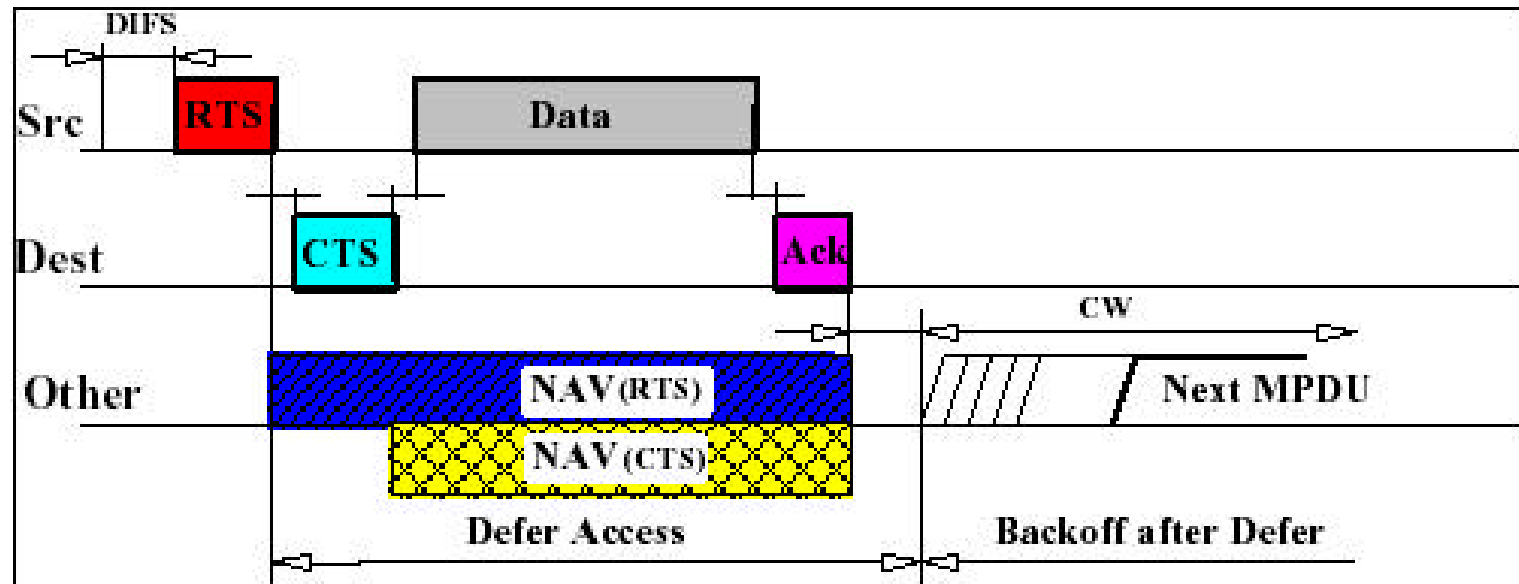 DIFS
Src
RTS
Data
Dest
CTS
Ack
CW
Other
NAV(RTS)
Next MPDU
NAV(CTS)
Defer Access
Backoff after Defer